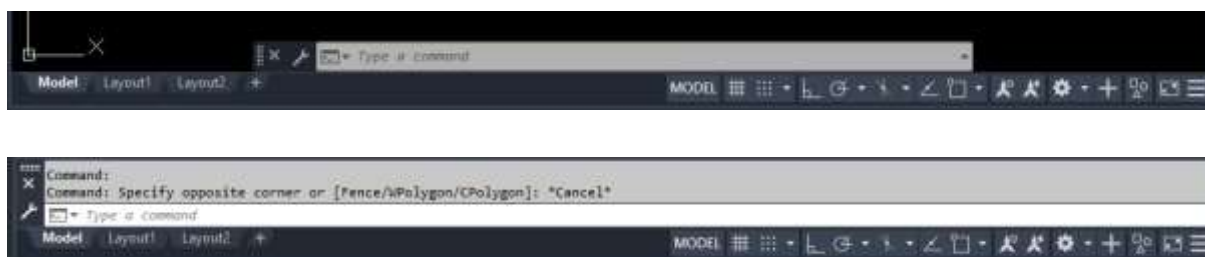 Type a command
Model Layout1 Layout2 +
MODEL
Command:
Command: Specify opposite corner or [Fence/WPolygon/CPolygon]: *Cancel*
Type a command
Model Layout1 Layout2 +
MODEL